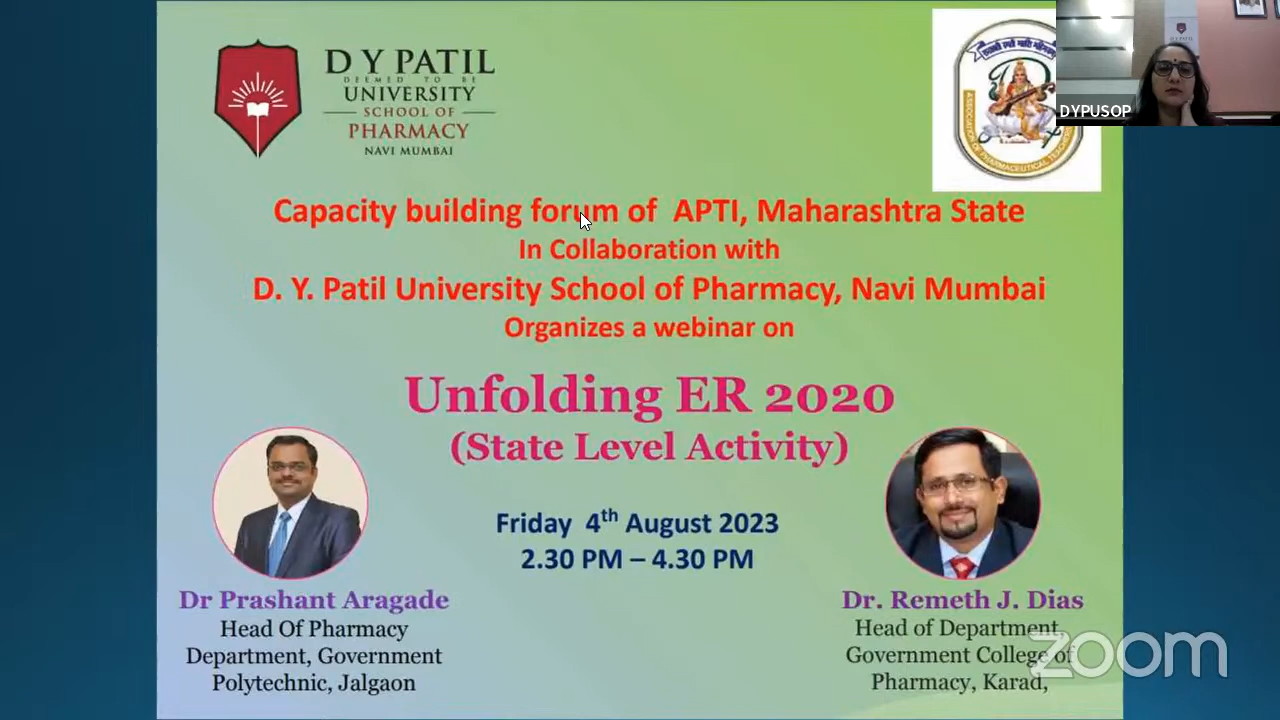 D Y PATIL
DEEMED TO BE
UNIVERSITY
SCHOOL OF
PHARMACY
NAVI MUMBAI
DYPUSOP
Capacity building forum of APTI, Maharashtra State
In Collaboration with
D. Y. Patil University School of Pharmacy, Navi Mumbai
Organizes a webinar on
Unfolding ER 2020
(State Level Activity)
Friday 4th August 2023
2.30 PM – 4.30 PM
Dr Prashant Aragade
Head Of Pharmacy
Department, Government
Polytechnic, Jalgaon
Dr. Remeth J. Dias
Head of Department,
Government College of
Pharmacy, Karad,
zoom